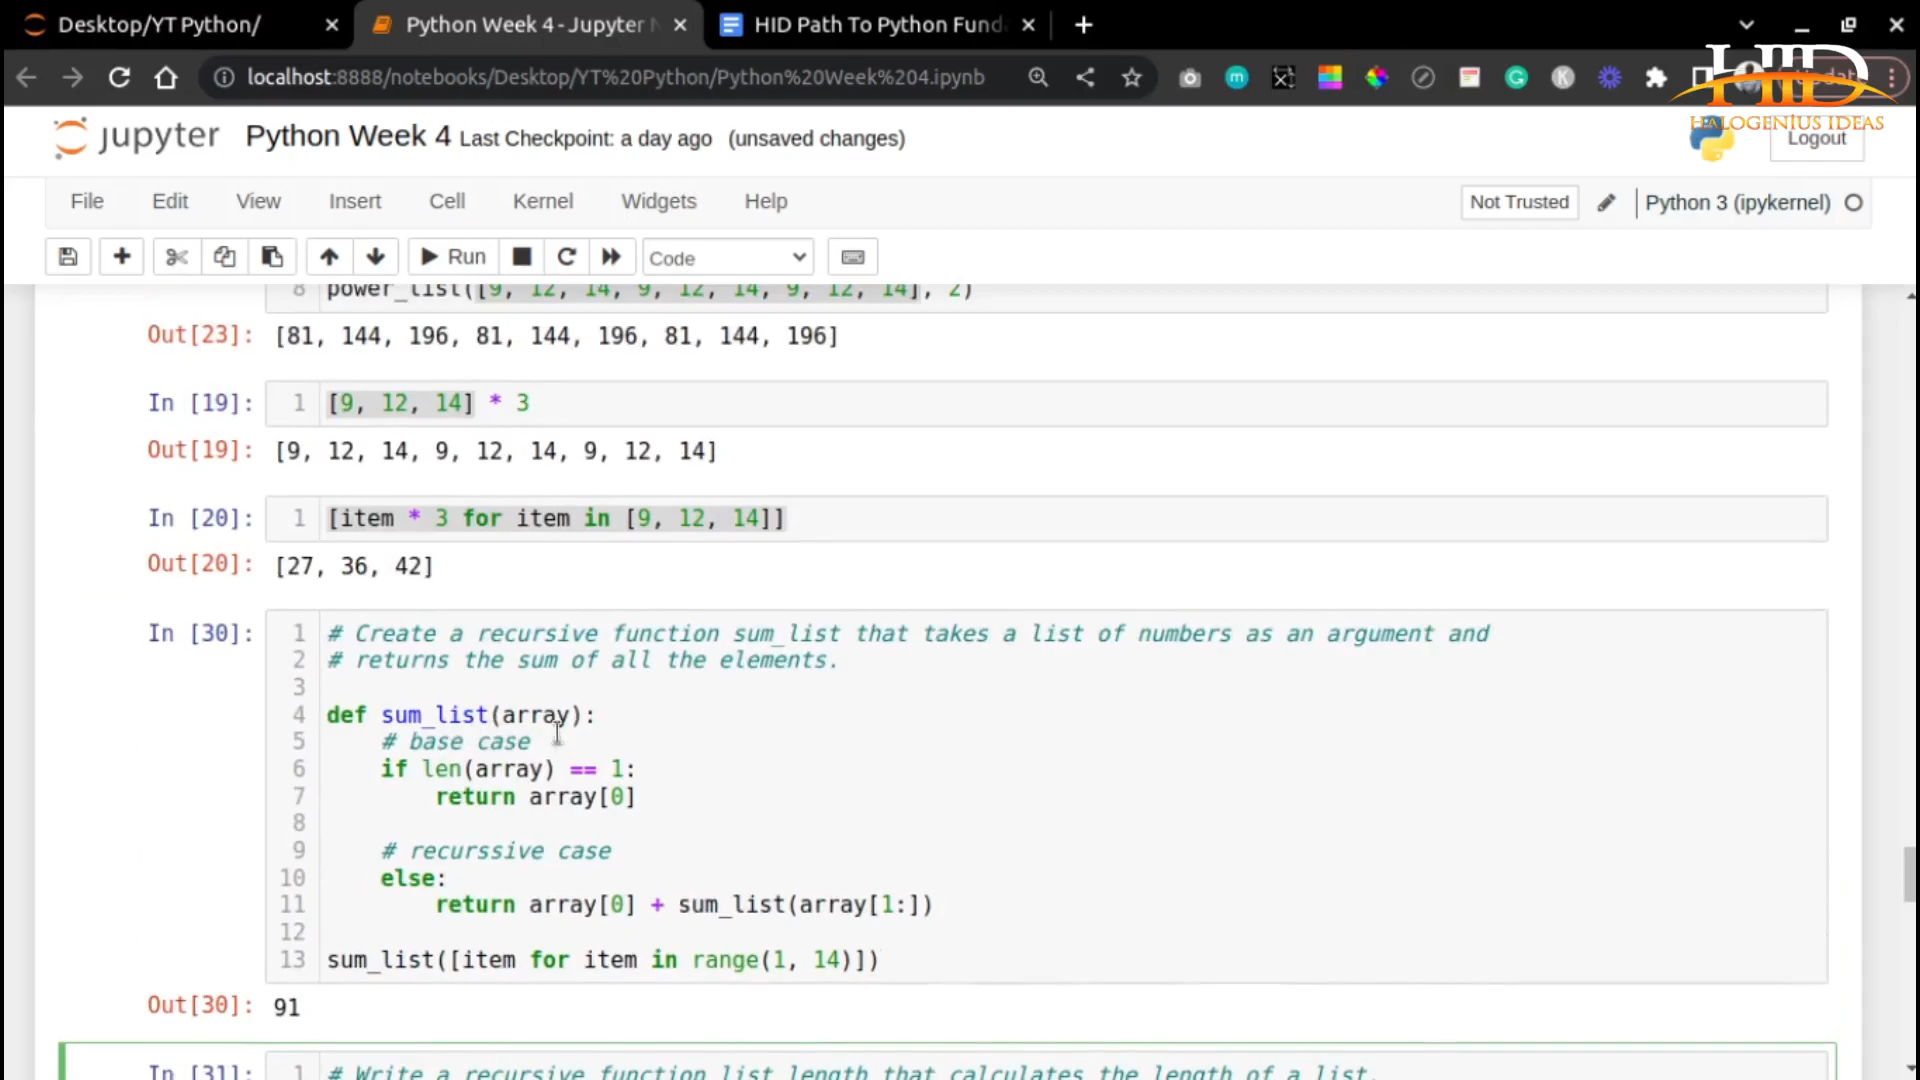 Desktop/YT Python/
Python Week 4 - Jupyter N
HID Path To Python Fund
localhost:8888/notebooks/Desktop/YT%20Python/Python%20Week%204.ipynb
HID
HALOGENIUS IDEAS
jupyter Python Week 4 Last Checkpoint: a day ago (unsaved changes)
Logout
File Edit View Insert Cell Kernel Widgets Help
Not Trusted
Python 3 (ipykernel)
Run
Code
8 power_list([9, 12, 14, 9, 12, 14, 9, 12, 14], 2)
Out[23]: [81, 144, 196, 81, 144, 196, 81, 144, 196]
In [19]: 1 [9, 12, 14] * 3
Out[19]: [9, 12, 14, 9, 12, 14, 9, 12, 14]
In [20]: 1 [item * 3 for item in [9, 12, 14]]
Out[20]: [27, 36, 42]
In [30]: 1 # Create a recursive function sum_list that takes a list of numbers as an argument and
2 # returns the sum of all the elements.
3
4 def sum_list(array):
5 # base case
6 if len(array) == 1:
7 return array[0]
8
9 # recurssive case
10 else:
11 return array[0] + sum_list(array[1:])
12
13 sum_list([item for item in range(1, 14)])
Out[30]: 91
In [31]: 1 # Write a recursive function list_length that calculates the length of a list.